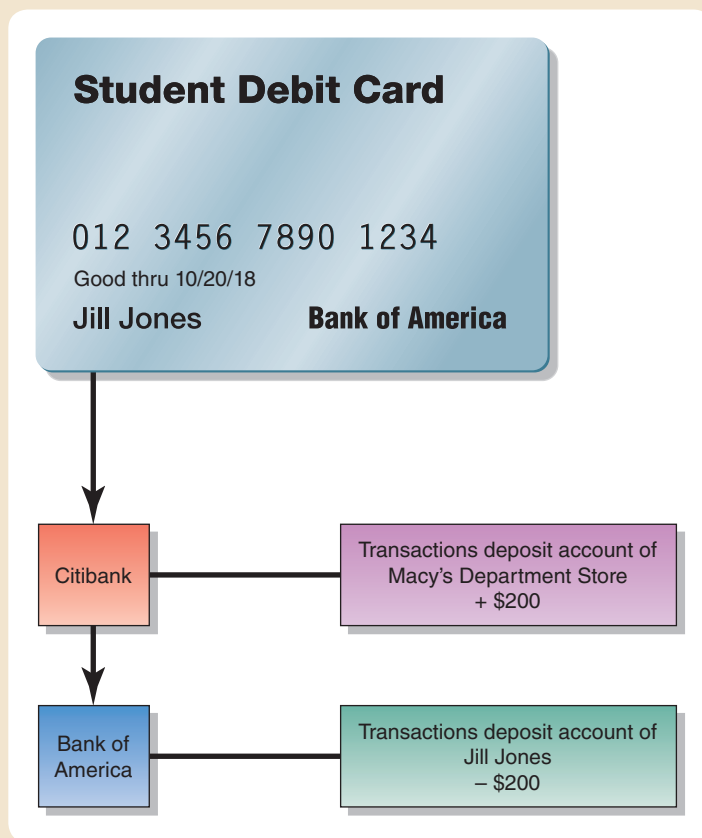 Student Debit Card
012 3456 7890 1234
Good thru 10/20/18
Jill Jones
Bank of America
Citibank
Transactions deposit account of
Macy's Department Store
+ $200
Bank of
America
Transactions deposit account of
Jill Jones
– $200